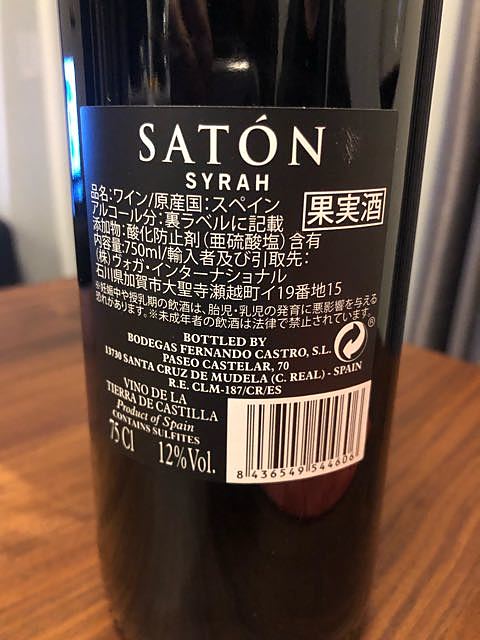 SATÓN
SYRAH
品名:ワイン/原産国:スペイン
アルコール分:裏ラベルに記載
果実酒
添加物:酸化防止剤(亜硫酸塩)含有
内容量:750ml/輸入者及び引取先:
(株)ヴォガ・インターナショナル
石川県加賀市大聖寺瀬越町イ19番地15
※妊娠中や授乳期の飲酒は、胎児・乳児の発育に悪影響を与える
恐れがあります。※未成年者の飲酒は法律で禁止されています。
BOTTLED BY
BODEGAS FERNANDO CASTRO, S.L.
PASEO CASTELAR, 70
13730 SANTA CRUZ DE MUDELA (C. REAL) - SPAIN
R.E. CLM-187/CR/ES
®
VINO DE LA
TIERRA DE CASTILLA
Product of Spain
CONTAINS SULFITES
75 Cl 12% Vol.
8 436549 544606